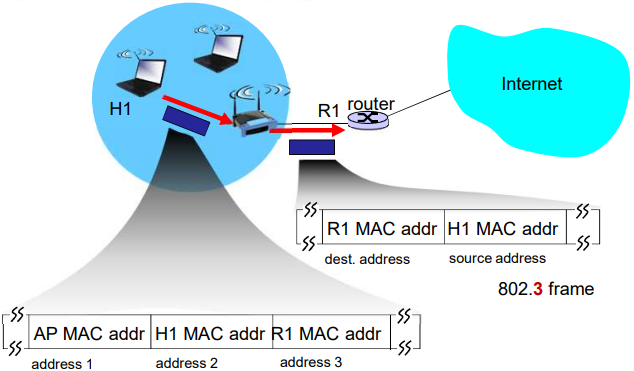 H1
R1 router
Internet
R1 MAC addr H1 MAC addr
dest. address source address
802.3 frame
AP MAC addr H1 MAC addr R1 MAC addr
address 1 address 2 address 3